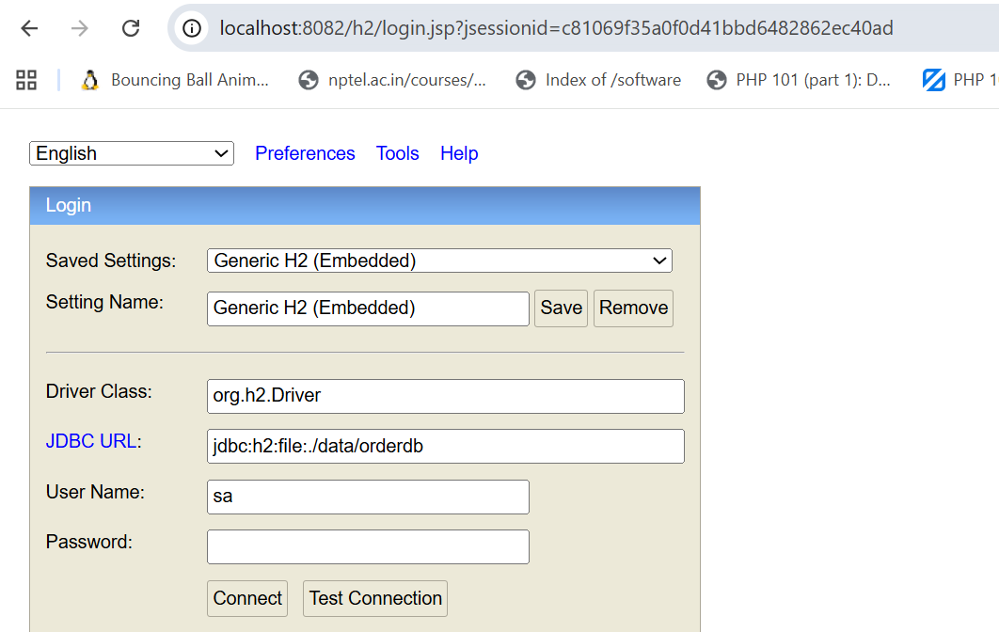 localhost:8082/h2/login.jsp?jsessionid=c81069f35a0f0d41bbd6482862ec40ad
Bouncing Ball Anim... nptel.ac.in/courses/... Index of /software PHP 101 (part 1): D... PHP 1
English Preferences Tools Help
Login
Saved Settings: Generic H2 (Embedded)
Setting Name: Generic H2 (Embedded) Save Remove
Driver Class: org.h2.Driver
JDBC URL: jdbc:h2:file:./data/orderdb
User Name: sa
Password:
Connect Test Connection